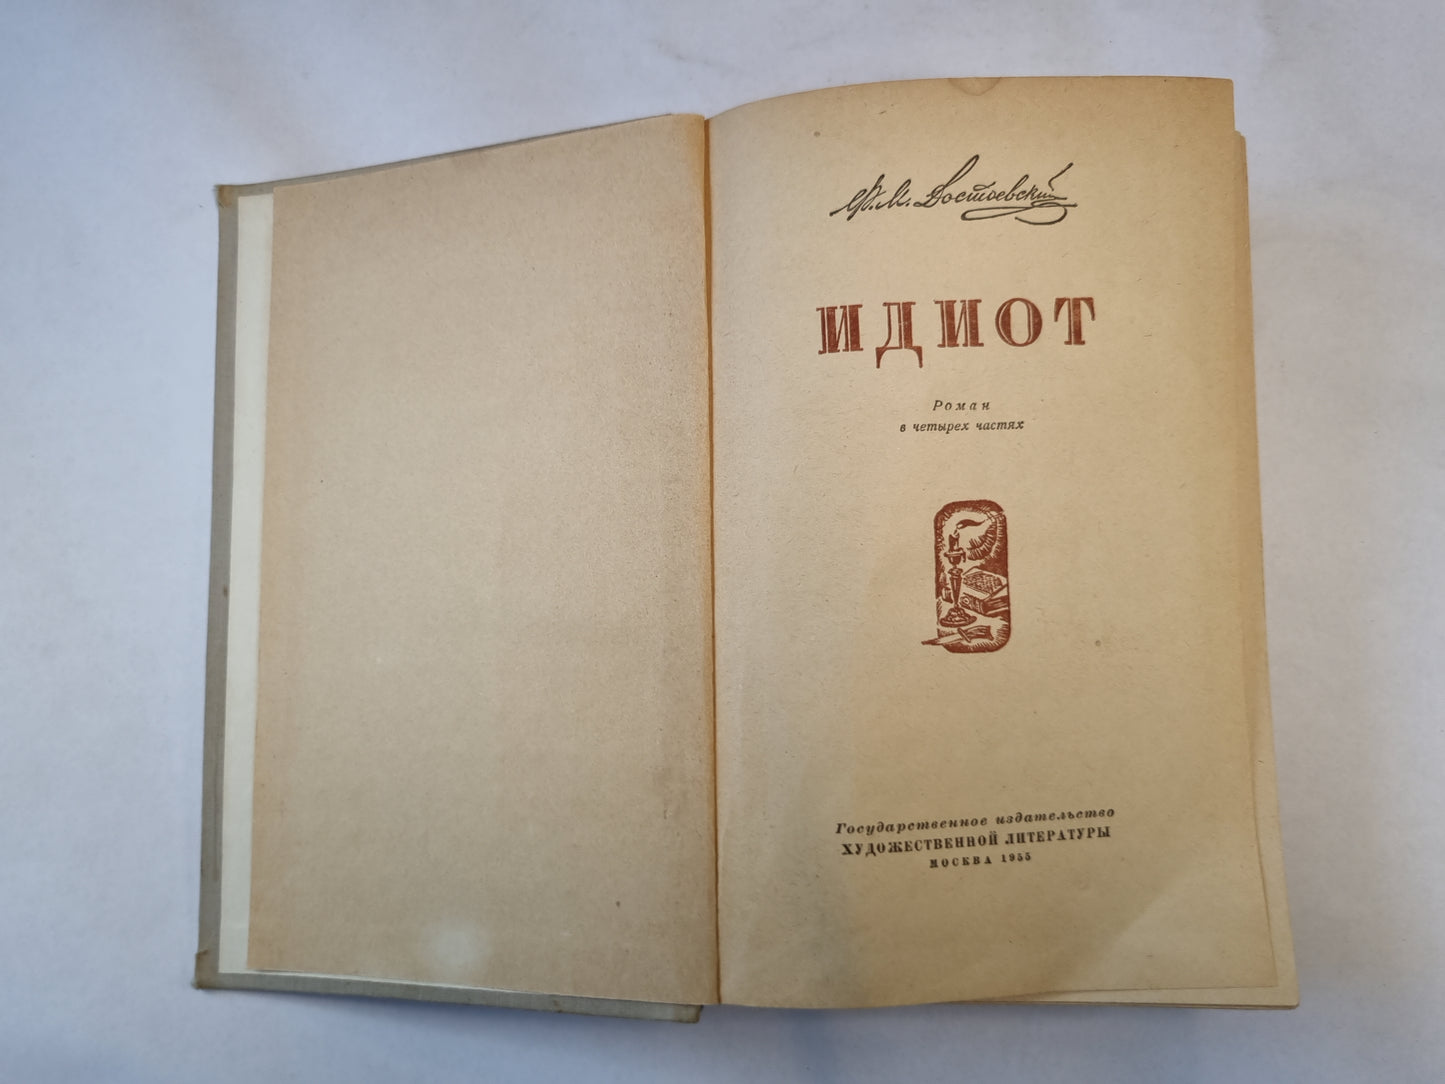 Ф. М. Достоевский
ИДИОТ
Роман
в четырех частях
Государственное издательство
ХУДОЖЕСТВЕННОЙ ЛИТЕРАТУРЫ
МОСКВА 1955